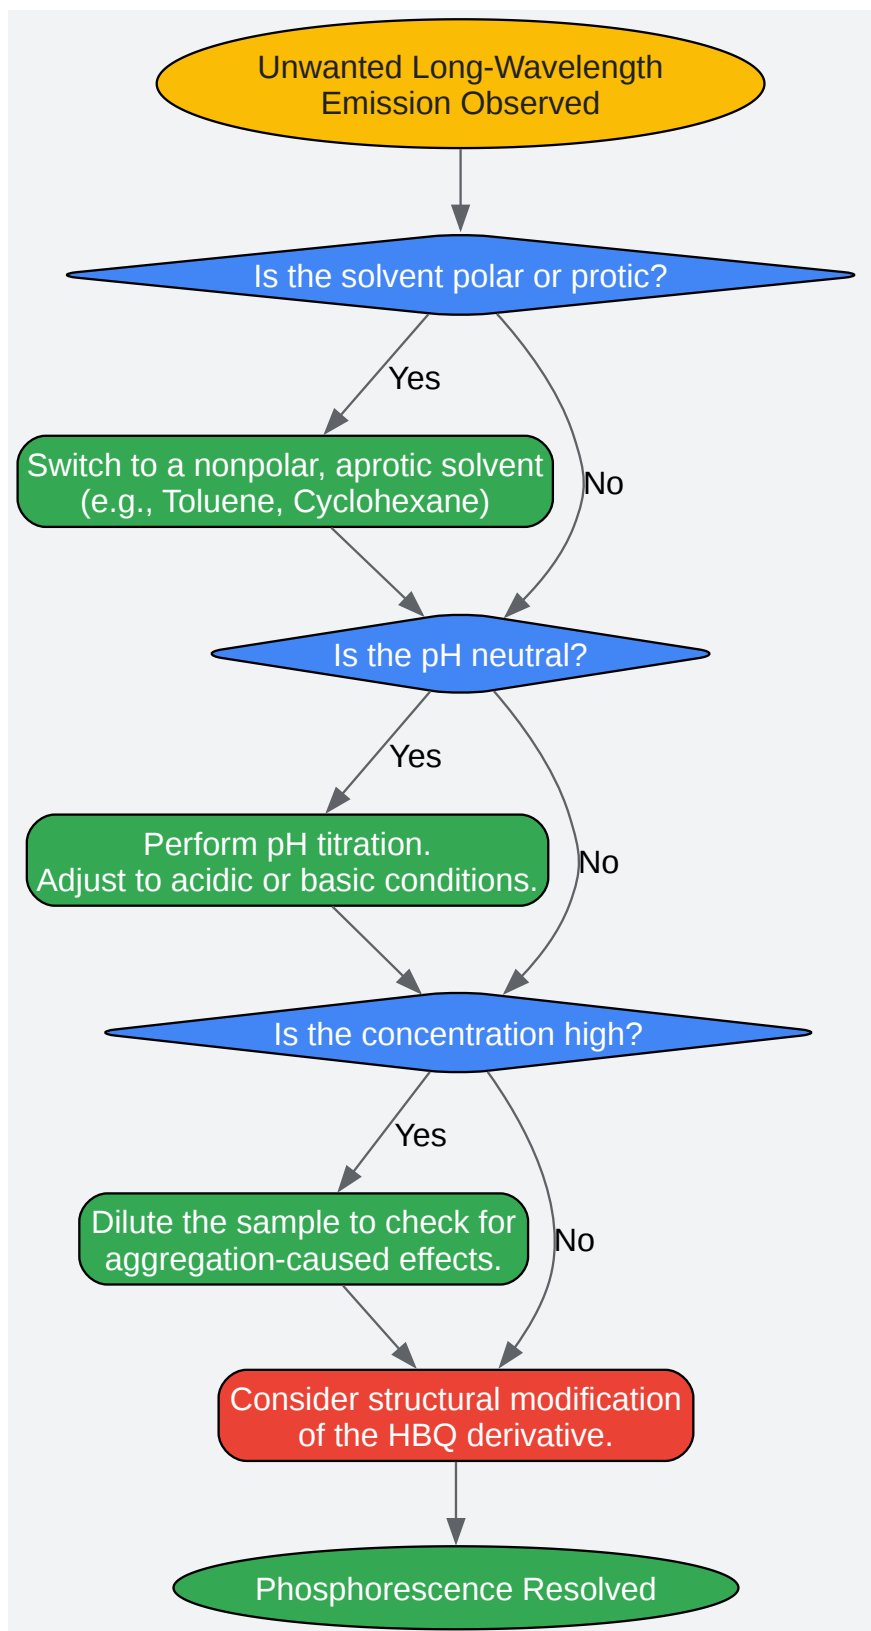 Unwanted Long-Wavelength
Emission Observed
Is the solvent polar or protic?
Yes
Switch to a nonpolar, aprotic solvent
(e.g., Toluene, Cyclohexane)
No
Is the pH neutral?
Yes
Perform pH titration.
Adjust to acidic or basic conditions.
No
Is the concentration high?
Yes
Dilute the sample to check for
aggregation-caused effects.
No
Consider structural modification
of the HBQ derivative.
Phosphorescence Resolved